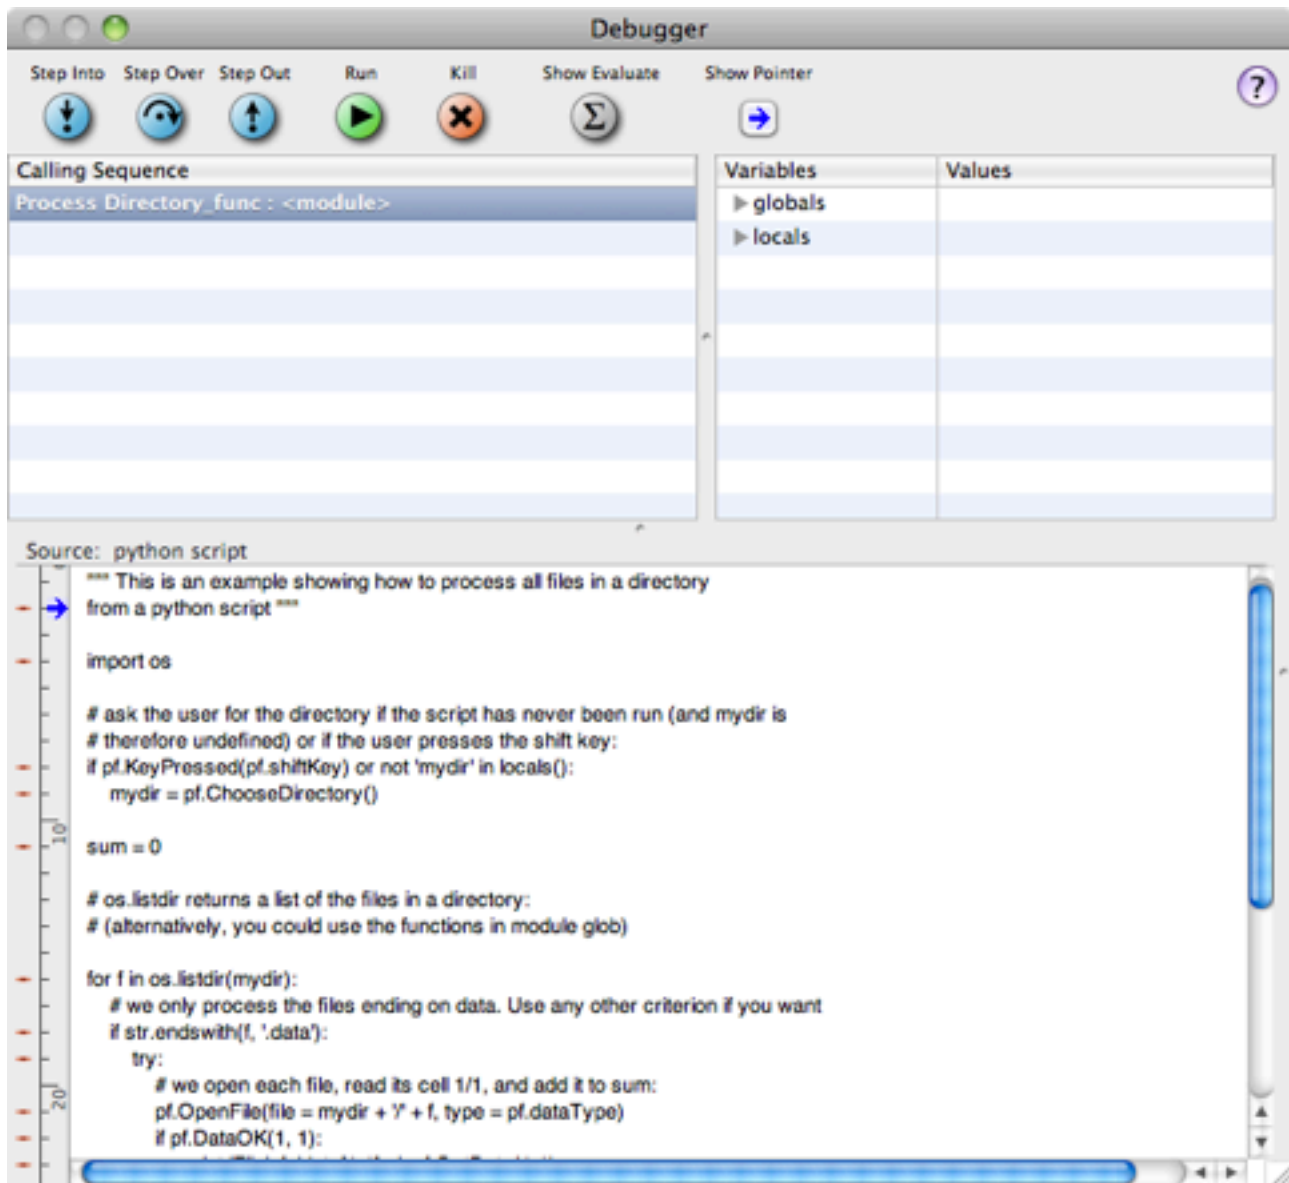 Debugger
Step Into Step Over Step Out Run Kill Show Evaluate Show Pointer
?
Calling Sequence
Process Directory_func : <module>
Variables Values
globals
locals
Source: python script
""" This is an example showing how to process all files in a directory
from a python script """
import os
# ask the user for the directory if the script has never been run (and mydir is
# therefore undefined) or if the user presses the shift key:
if pf.KeyPressed(pf.shiftKey) or not 'mydir' in locals():
mydir = pf.ChooseDirectory()
10
sum = 0
# os.listdir returns a list of the files in a directory:
# (alternatively, you could use the functions in module glob)
for f in os.listdir(mydir):
# we only process the files ending on data. Use any other criterion if you want
if str.endswith(f, '.data'):
try:
# we open each file, read its cell 1/1, and add it to sum:
20
pf.OpenFile(file = mydir + '/' + f, type = pf.dataType)
if pf.DataOK(1, 1):